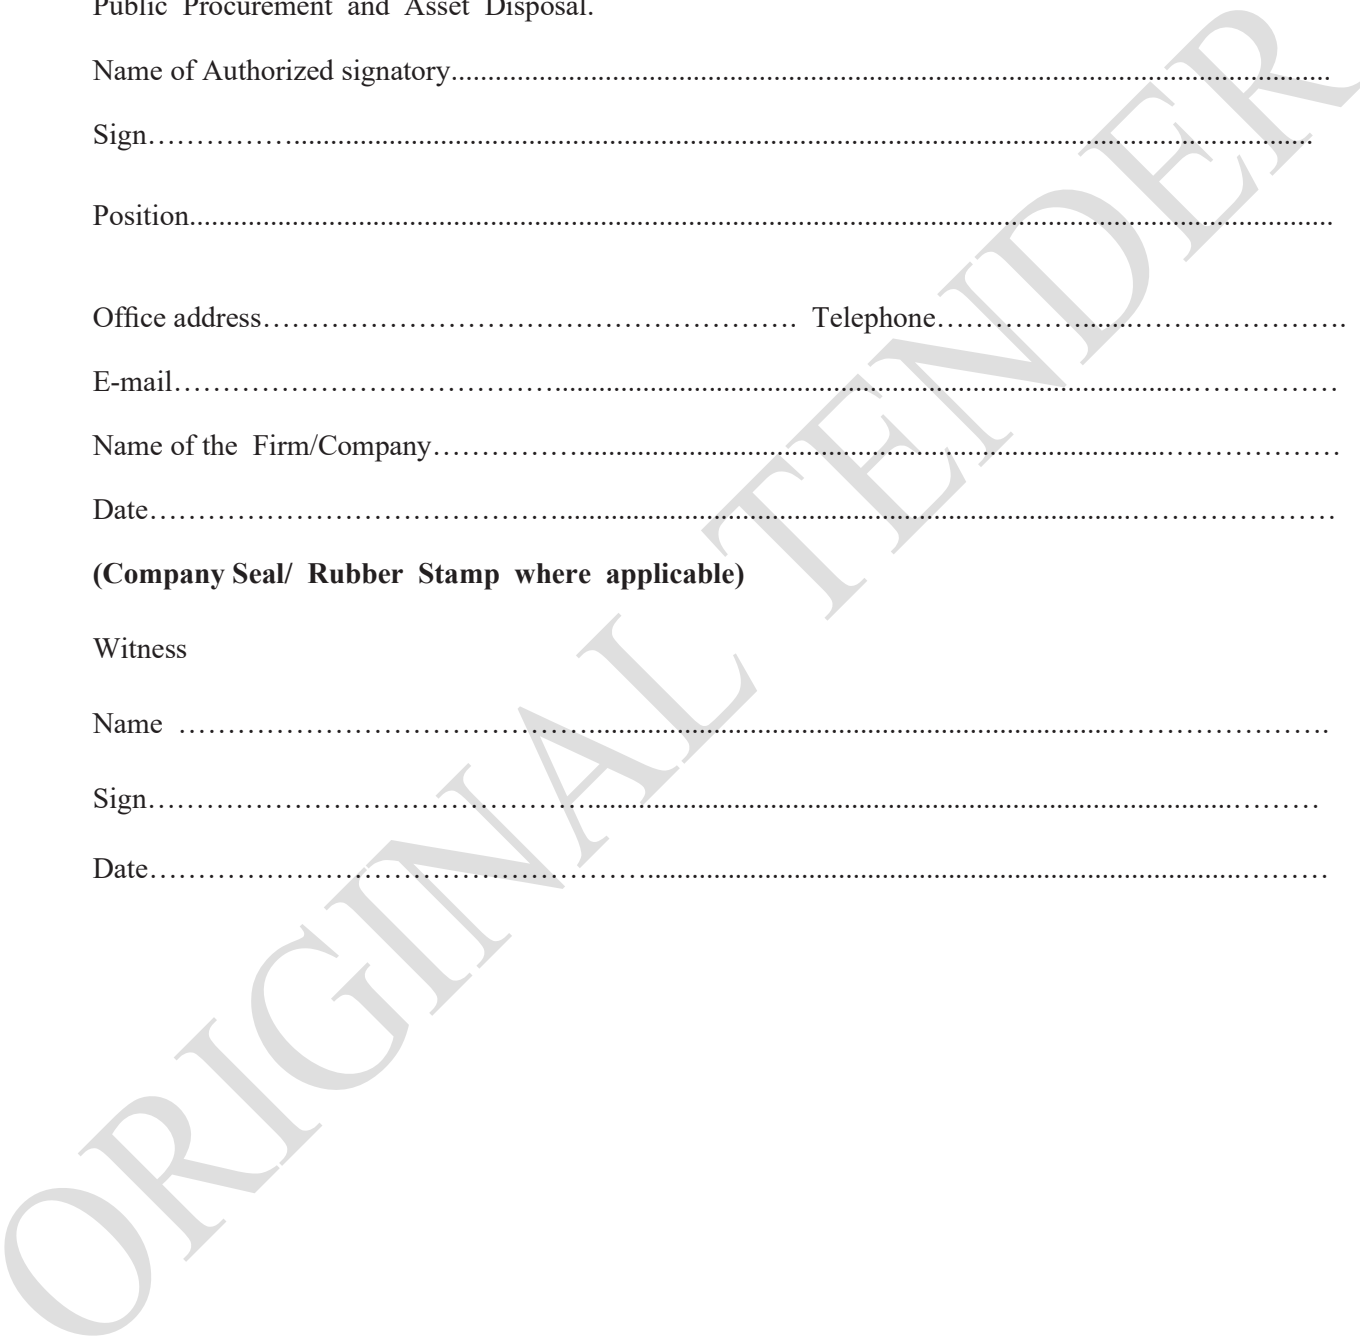 Public Procurement and Asset Disposal.
Name of Authorized signatory..........................................................................................................................
Sign……………..........................................................................................................................................
Position...............................................................................................................................................................
Office address………………………………………………. Telephone…………….......………………….
E-mail…………………………………..........................................................................................……………
Name of the Firm/Company……………..................................................................................………………
Date…………………………………….............................................................................…………………
(Company Seal/ Rubber Stamp where applicable)
Witness
Name …………………………………….........................................................................………………….
Sign………………………………………..........................................................................................………
Date…………………………………………….................................................................................………
ORIGINAL TENDER